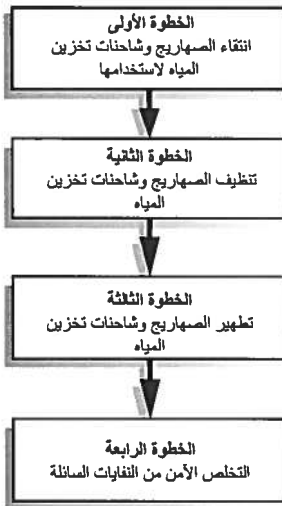 الخطوة الأولى
انتقاء الصهاريج وشاحنات تخزين
المياه لاستخدامها
الخطوة الثانية
تنظيف الصهاريج وشاحنات تخزين
المياه
الخطوة الثالثة
تطهير الصهاريج وشاحنات تخزين
المياه
الخطوة الرابعة
التخلص الآمن من النفايات السائلة